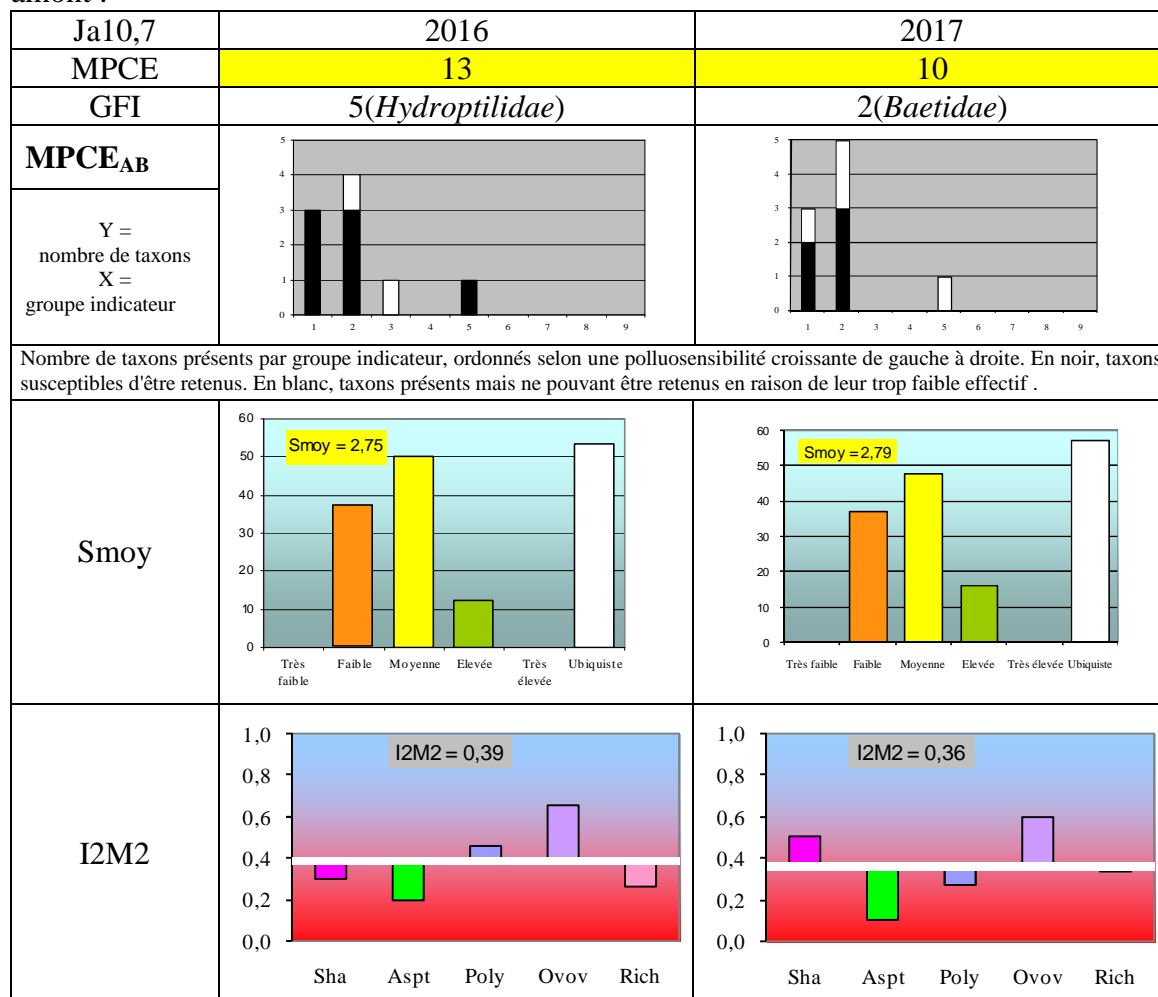 amont :
Ja10,7 2016 2017
MPCE 13 10
GFI 5(Hydroptilidae) 2(Baetidae)
MPCEAB
Y =
nombre de taxons
X =
groupe indicateur
5
4
3
2
1
0
1 2 3 4 5 6 7 8 9
5
4
3
2
1
0
1 2 3 4 5 6 7 8 9
Nombre de taxons présents par groupe indicateur, ordonnés selon une polluosensibilité croissante de gauche à droite. En noir, taxons
susceptibles d'être retenus. En blanc, taxons présents mais ne pouvant être retenus en raison de leur trop faible effectif .
Smoy
60
50
40
30
20
10
0
Smoy = 2,75
Très faible Faible Moyenne Elevée Très élevée Ubiquiste
60
50
40
30
20
10
0
Smoy = 2,79
Très faible Faible Moyenne Elevée Très élevée Ubiquiste
I2M2
1,0
0,8
0,6
0,4
0,2
0,0
I2M2 = 0,39
Sha Aspt Poly Ovov Rich
1,0
0,8
0,6
0,4
0,2
0,0
I2M2 = 0,36
Sha Aspt Poly Ovov Rich